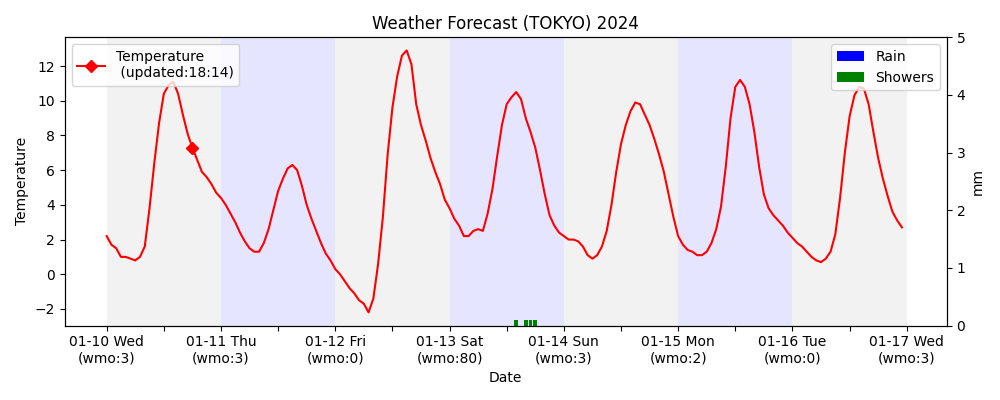 Weather Forecast (TOKYO) 2024
Temperature
(updated:18:14)
Rain
Showers
Temperature
12
10
8
6
4
2
0
−2
5
4
3
2
1
0
mm
01-10 Wed
(wmo:3)
01-11 Thu
(wmo:3)
01-12 Fri
(wmo:0)
01-13 Sat
(wmo:80)
01-14 Sun
(wmo:3)
01-15 Mon
(wmo:2)
01-16 Tue
(wmo:0)
01-17 Wed
(wmo:3)
Date